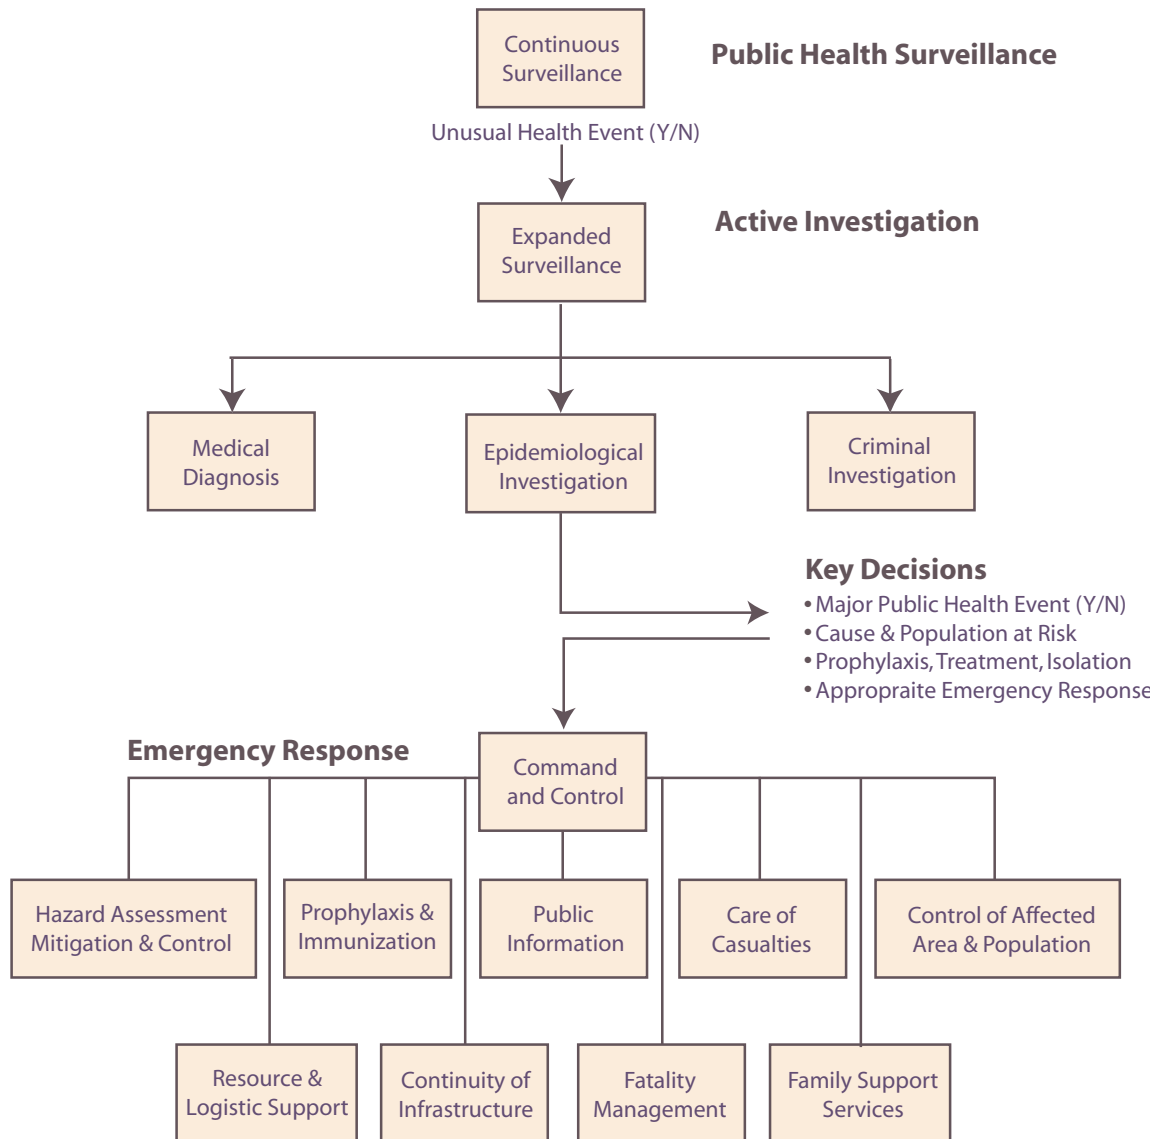 Continuous
Surveillance
Public Health Surveillance
Unusual Health Event (Y/N)
Expanded
Surveillance
Active Investigation
Medical
Diagnosis
Epidemiological
Investigation
Criminal
Investigation
Key Decisions
• Major Public Health Event (Y/N)
• Cause & Population at Risk
• Prophylaxis, Treatment, Isolation
• Appropraite Emergency Response
Emergency Response
Command
and Control
Hazard Assessment
Mitigation & Control
Prophylaxis &
Immunization
Public
Information
Care of
Casualties
Control of Affected
Area & Population
Resource &
Logistic Support
Continuity of
Infrastructure
Fatality
Management
Family Support
Services